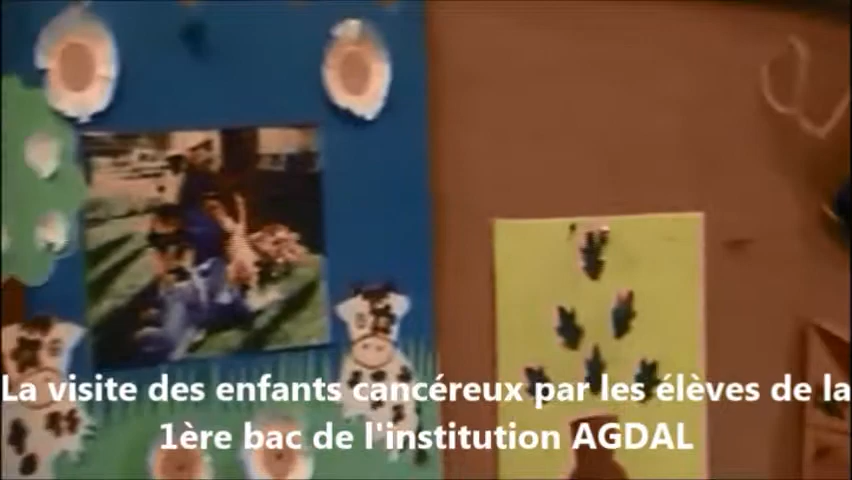 La visite des enfants cancéreux par les élèves de la
1ère bac de l'institution AGDAL